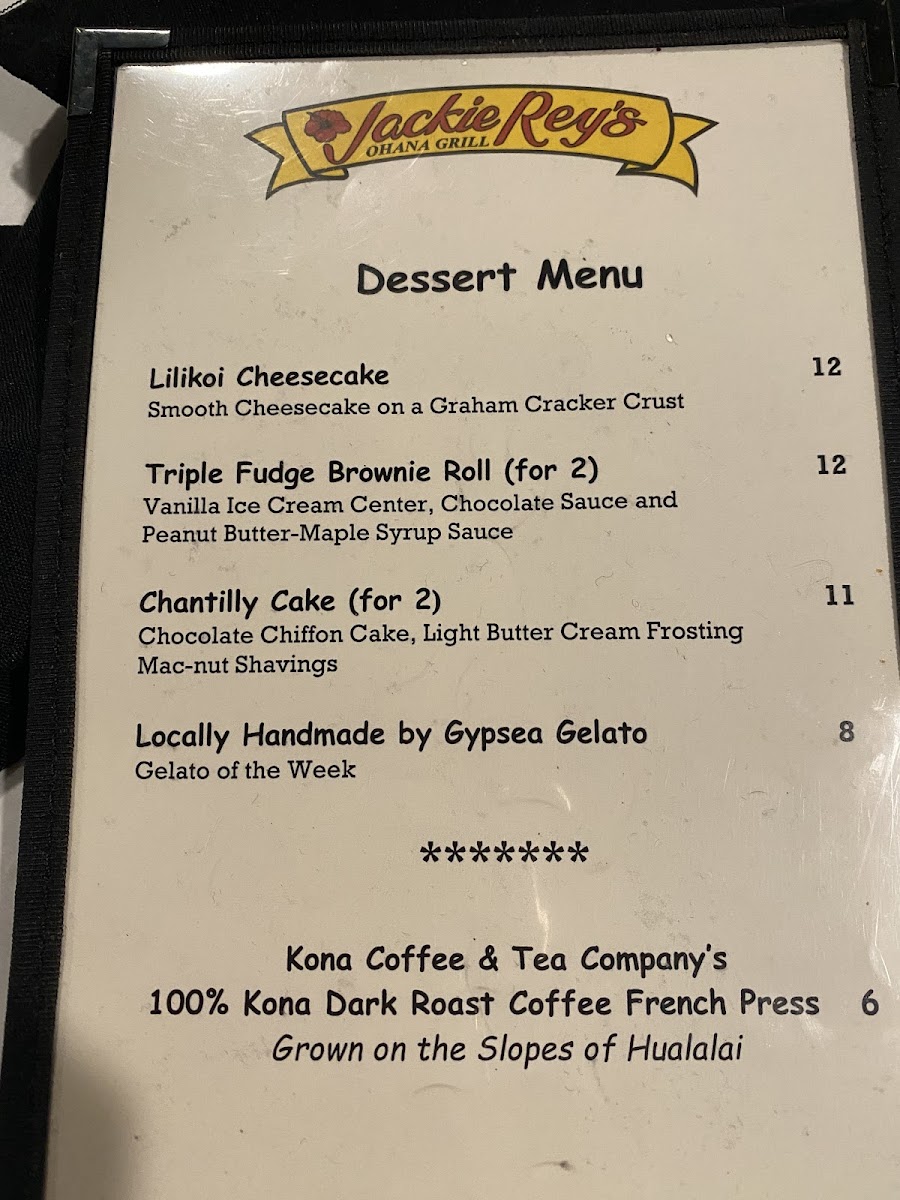 Jackie Rey's
OHANA GRILL
Dessert Menu
Lilikoi Cheesecake 12
Smooth Cheesecake on a Graham Cracker Crust
Triple Fudge Brownie Roll (for 2) 12
Vanilla Ice Cream Center, Chocolate Sauce and
Peanut Butter-Maple Syrup Sauce
Chantilly Cake (for 2) 11
Chocolate Chiffon Cake, Light Butter Cream Frosting
Mac-nut Shavings
Locally Handmade by Gypsea Gelato 8
Gelato of the Week
*******
Kona Coffee & Tea Company's
100% Kona Dark Roast Coffee French Press 6
Grown on the Slopes of Hualalai